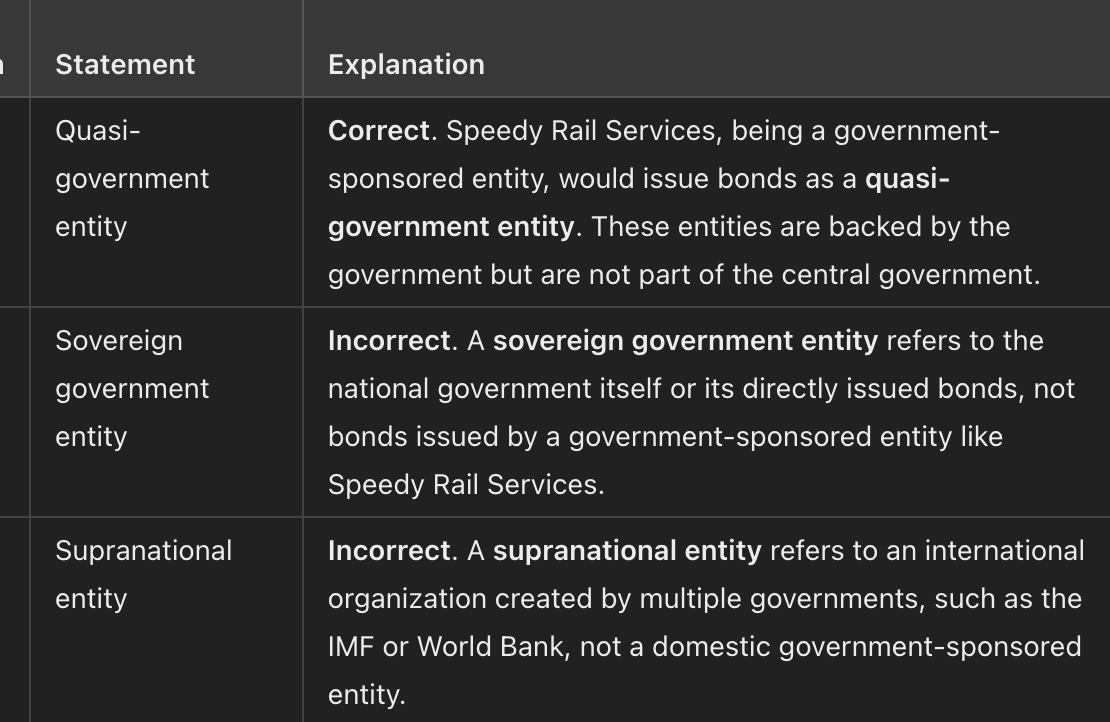 Statement
Explanation
Quasi-
government
entity
Correct. Speedy Rail Services, being a government-
sponsored entity, would issue bonds as a quasi-
government entity. These entities are backed by the
government but are not part of the central government.
Sovereign
government
entity
Incorrect. A sovereign government entity refers to the
national government itself or its directly issued bonds, not
bonds issued by a government-sponsored entity like
Speedy Rail Services.
Supranational
entity
Incorrect. A supranational entity refers to an international
organization created by multiple governments, such as the
IMF or World Bank, not a domestic government-sponsored
entity.